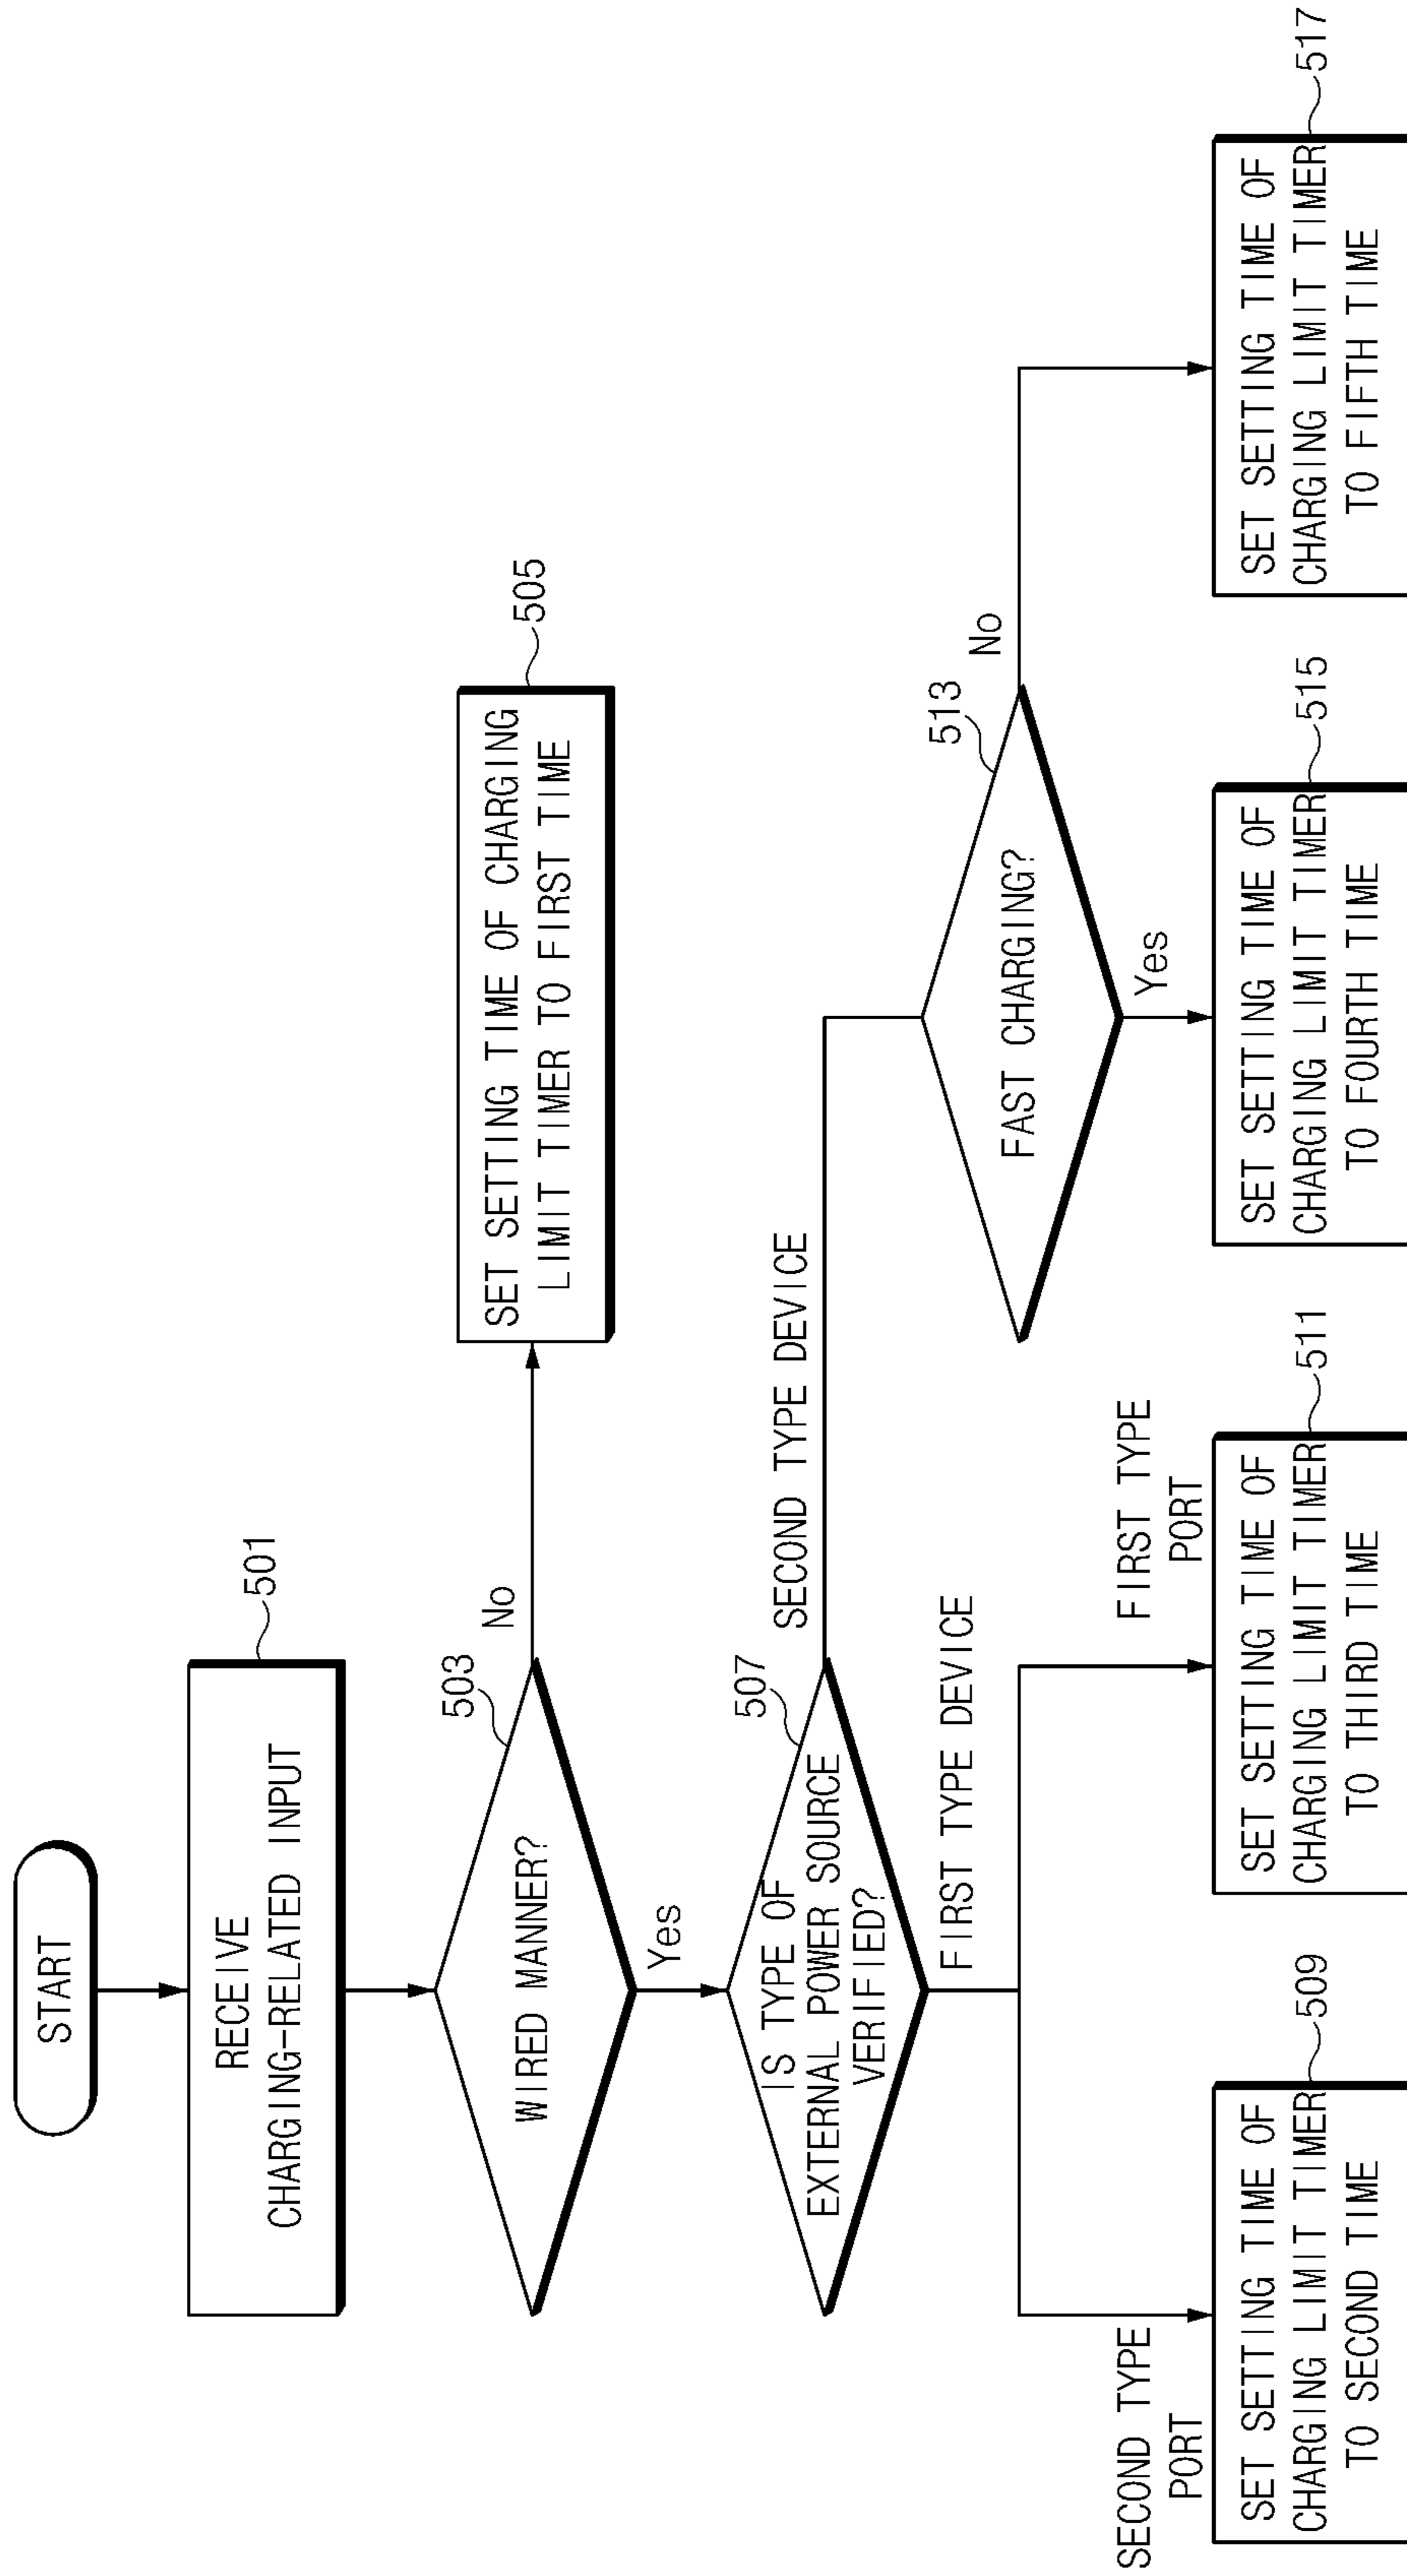 START
RECEIVE
CHARGING-RELATED INPUT
501
WIRED MANNER?
503
No
SET SETTING TIME OF CHARGING
LIMIT TIMER TO FIRST TIME
505
Yes
IS TYPE OF
EXTERNAL POWER SOURCE
VERIFIED?
507
SECOND TYPE DEVICE
FIRST TYPE DEVICE
FAST CHARGING?
513
No
Yes
SECOND TYPE
PORT
FIRST TYPE
PORT
SET SETTING TIME OF
CHARGING LIMIT TIMER
TO SECOND TIME
509
SET SETTING TIME OF
CHARGING LIMIT TIMER
TO THIRD TIME
511
SET SETTING TIME OF
CHARGING LIMIT TIMER
TO FOURTH TIME
515
SET SETTING TIME OF
CHARGING LIMIT TIMER
TO FIFTH TIME
517